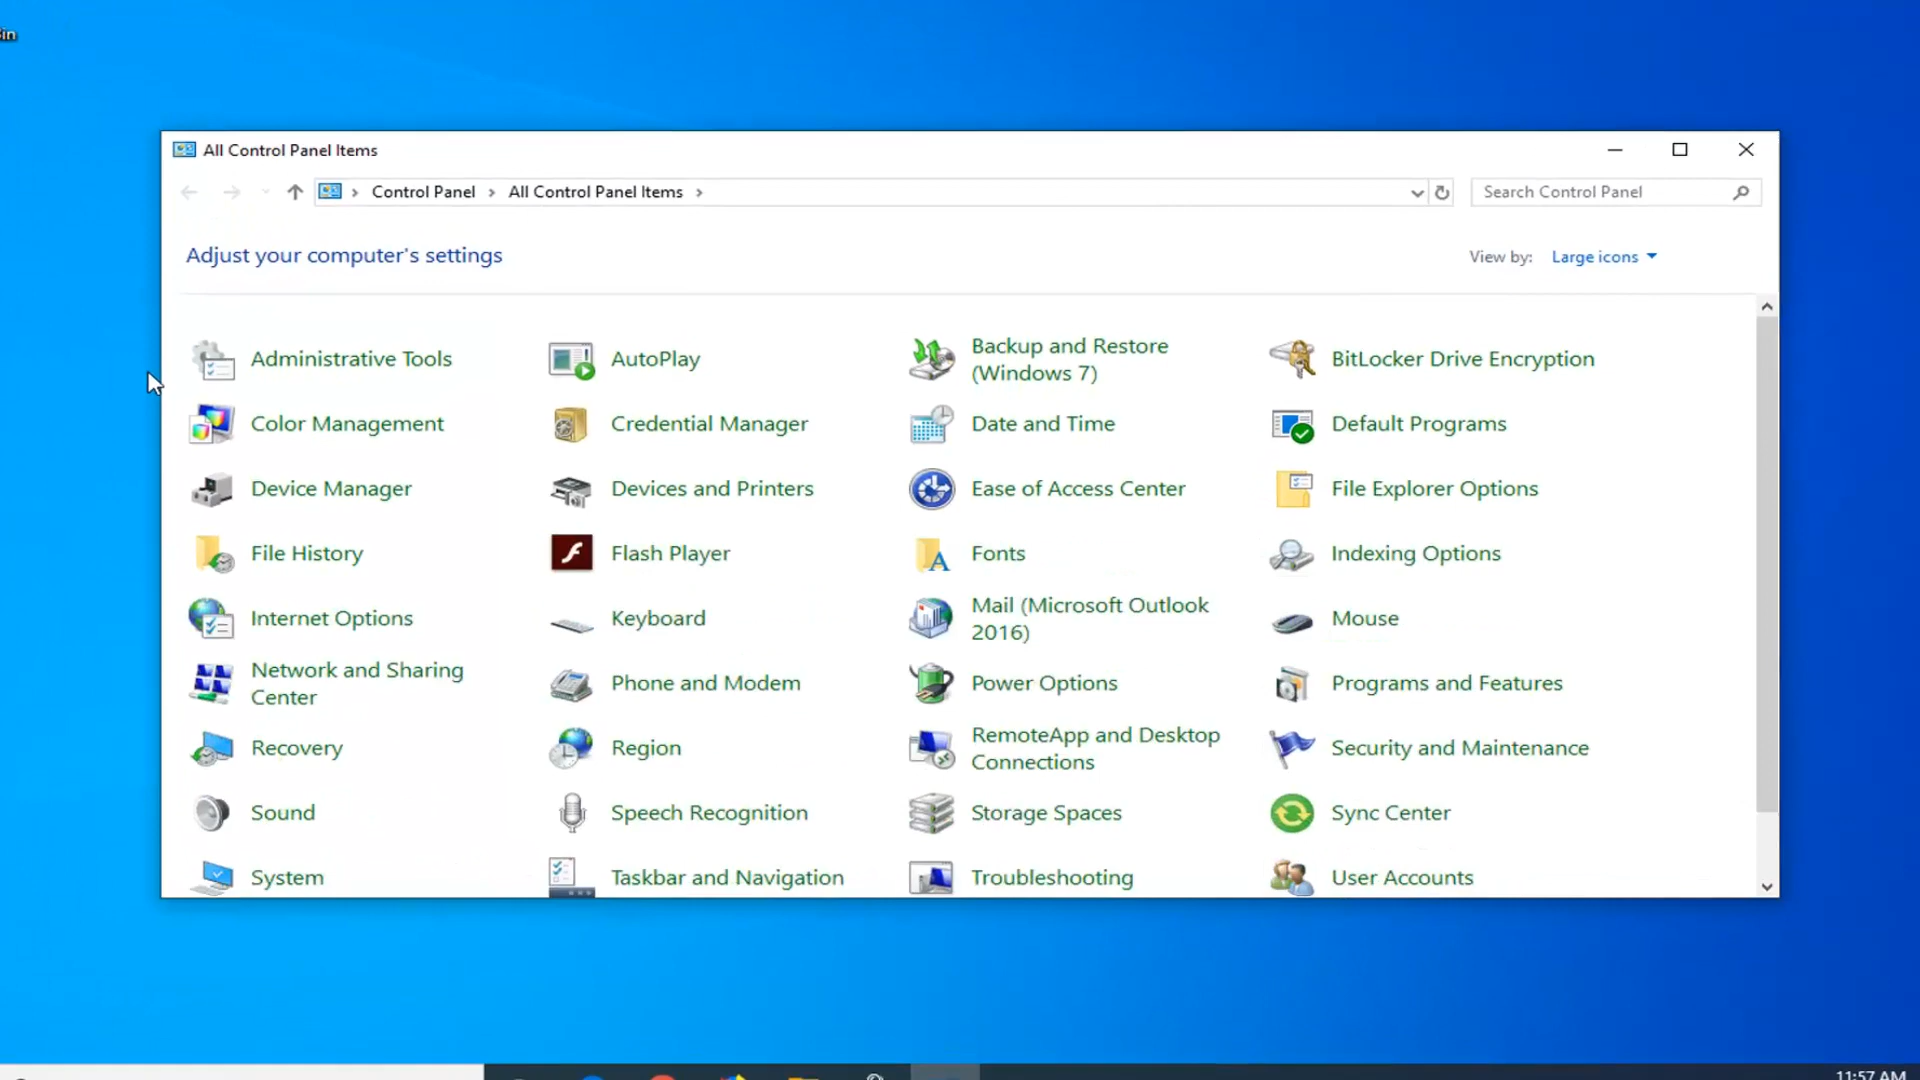 in
All Control Panel Items
Control Panel
All Control Panel Items
Search Control Panel
Adjust your computer's settings
View by: Large icons
Administrative Tools
AutoPlay
Backup and Restore
(Windows 7)
BitLocker Drive Encryption
Color Management
Credential Manager
Date and Time
Default Programs
Device Manager
Devices and Printers
Ease of Access Center
File Explorer Options
File History
Flash Player
Fonts
Indexing Options
Internet Options
Keyboard
Mail (Microsoft Outlook
2016)
Mouse
Network and Sharing
Center
Phone and Modem
Power Options
Programs and Features
Recovery
Region
RemoteApp and Desktop
Connections
Security and Maintenance
Sound
Speech Recognition
Storage Spaces
Sync Center
System
Taskbar and Navigation
Troubleshooting
User Accounts
11:57 AM